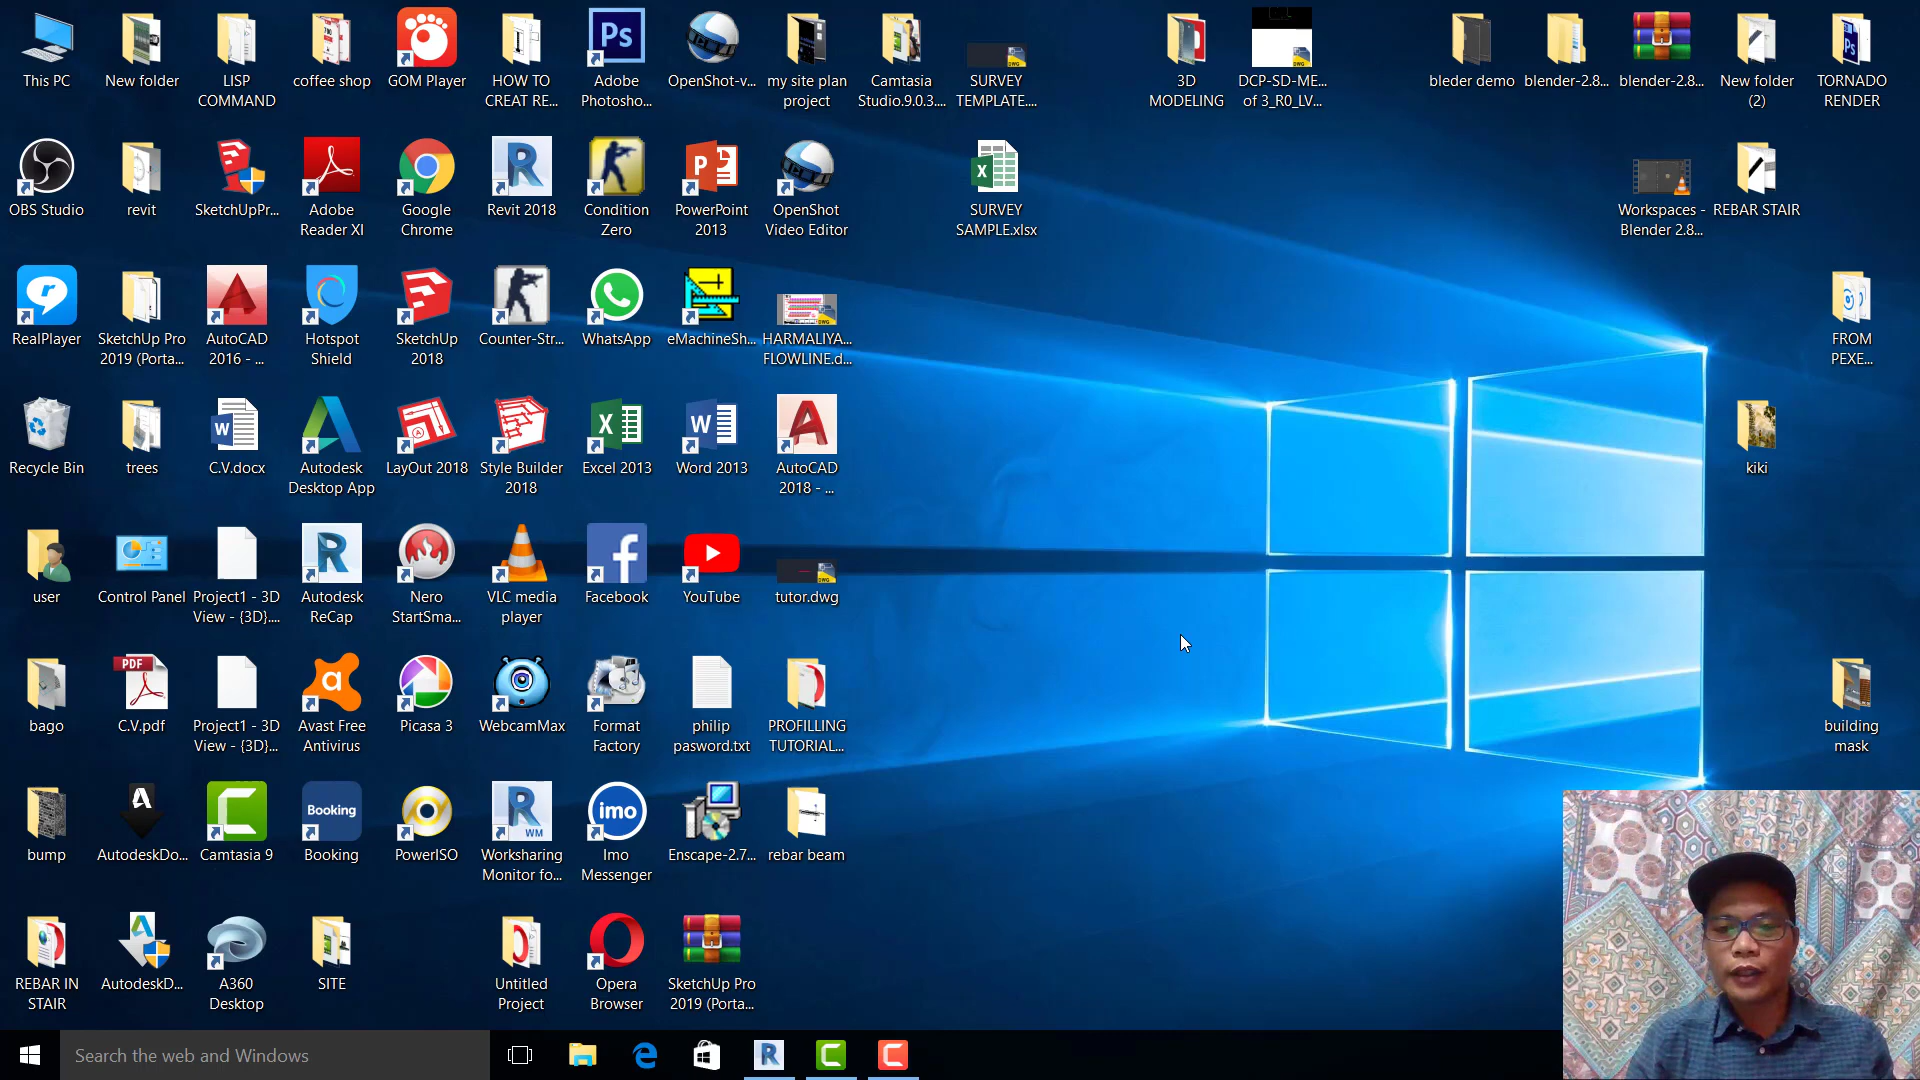 This PC
New folder
LISP
COMMAND
coffee shop
GOM Player
HOW TO
CREAT RE...
Ps
Adobe
Photosho...
OpenShot-v...
my site plan
project
Camtasia
Studio.9.0.3....
SURVEY
TEMPLATE....
3D
MODELING
DCP-SD-ME...
of 3_R0_LV...
bleder demo
blender-2.8...
blender-2.8...
New folder
(2)
TORNADO
RENDER
OBS Studio
revit
SketchUpPr...
Adobe
Reader XI
Google
Chrome
Revit 2018
Condition
Zero
PowerPoint
2013
OpenShot
Video Editor
SURVEY
SAMPLE.xlsx
Workspaces -
Blender 2.8...
REBAR STAIR
RealPlayer
SketchUp Pro
2019 (Porta...
AutoCAD
2016 - ...
Hotspot
Shield
SketchUp
2018
Counter-Str...
WhatsApp
eMachineSh...
HARMALIYA...
FLOWLINE.d...
FROM
PEXE...
Recycle Bin
trees
C.V.docx
Autodesk
Desktop App
LayOut 2018
Style Builder
2018
Excel 2013
Word 2013
AutoCAD
2018 - ...
kiki
user
Control Panel
Project1 - 3D
View - {3D}....
Autodesk
ReCap
Nero
StartSma...
VLC media
player
Facebook
YouTube
tutor.dwg
bago
PDF
C.V.pdf
Project1 - 3D
View - {3D}...
Avast Free
Antivirus
Picasa 3
WebcamMax
Format
Factory
philip
pasword.txt
PROFILLING
TUTORIAL...
building
mask
bump
AutodeskDo...
Camtasia 9
Booking
Booking
PowerISO
WM
Worksharing
Monitor fo...
imo
Imo
Messenger
Enscape-2.7...
rebar beam
REBAR IN
STAIR
AutodeskD...
A360
Desktop
SITE
Untitled
Project
Opera
Browser
SketchUp Pro
2019 (Porta...
Search the web and Windows